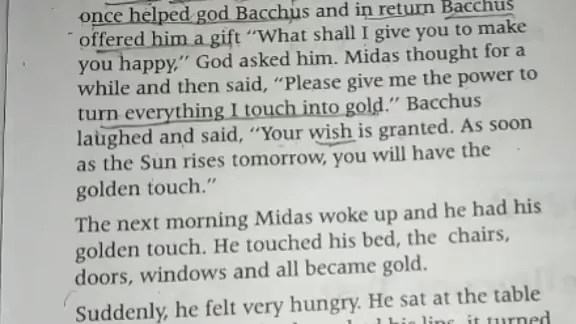 once helped god Bacchus and in return Bacchus
offered him a gift "What shall I give you to make
you happy," God asked him. Midas thought for a
while and then said, "Please give me the power to
turn everything I touch into gold." Bacchus
laughed and said, "Your wish is granted. As soon
as the Sun rises tomorrow, you will have the
golden touch."
The next morning Midas woke up and he had his
golden touch. He touched his bed, the chairs,
doors, windows and all became gold.
Suddenly, he felt very hungry. He sat at the table
his lips, it turned